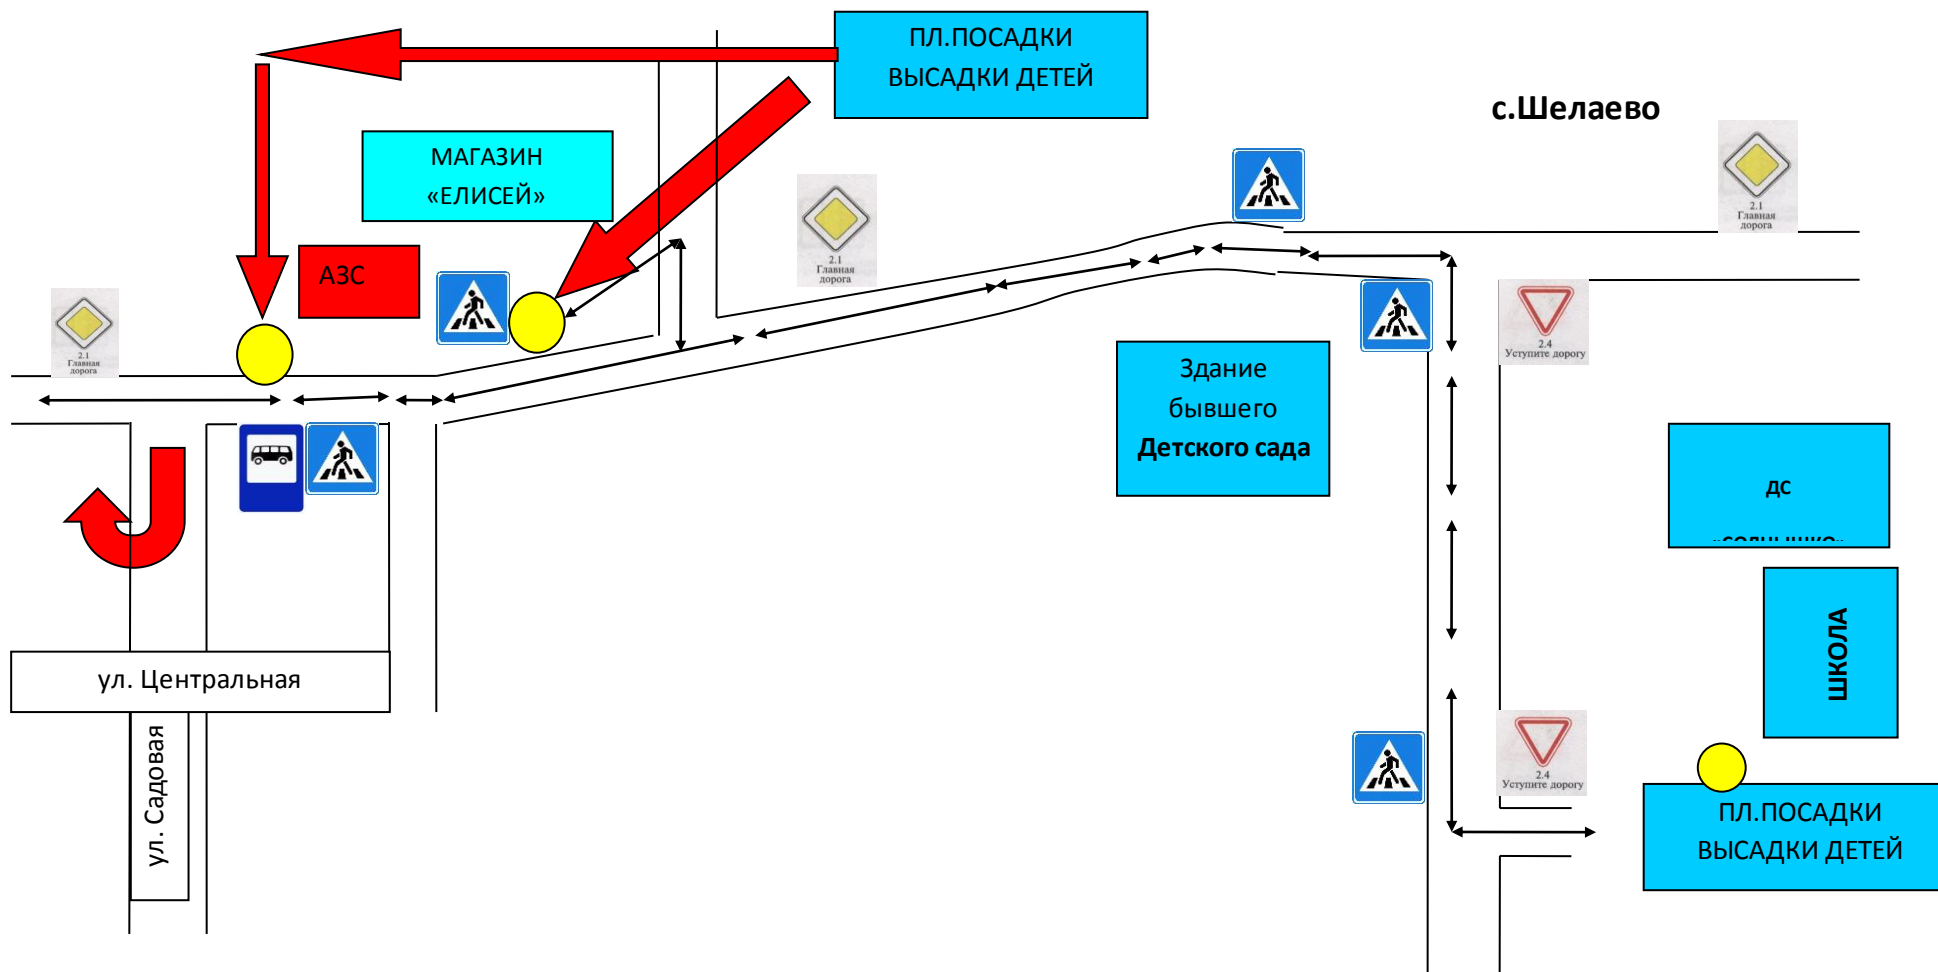 ПЛ.ПОСАДКИ
ВЫСАДКИ ДЕТЕЙ
с.Шелаево
МАГАЗИН
«ЕЛИСЕЙ»
2.1
Главная
дорога
2.1
Главная
дорога
АЗС
2.1
Главная
дорога
2.4
Уступите дорогу
Здание
бывшего
Детского сада
ДС
«СОЛНЫШКО»
ШКОЛА
ул. Центральная
ул. Садовая
2.4
Уступите дорогу
ПЛ.ПОСАДКИ
ВЫСАДКИ ДЕТЕЙ